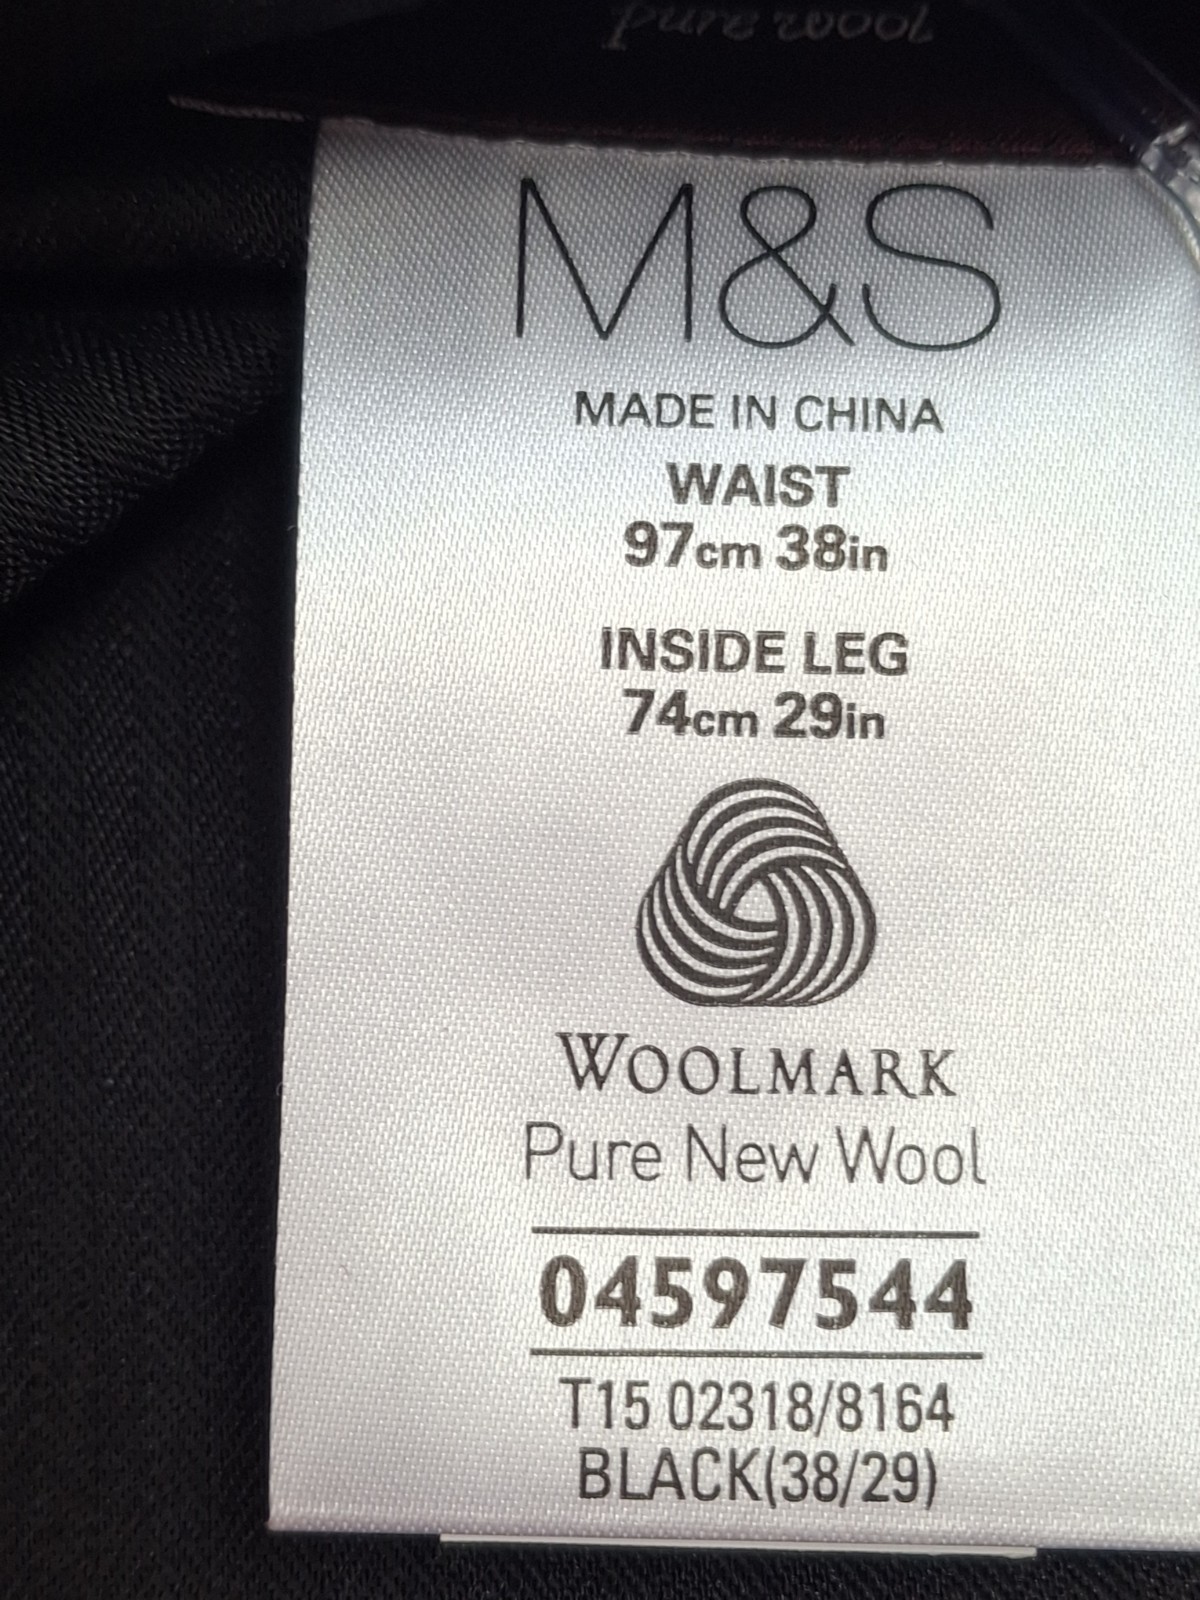 pure wool
M&S
MADE IN CHINA
WAIST
97cm 38in
INSIDE LEG
74cm 29in
WOOLMARK
Pure New Wool
04597544
T15 02318/8164
BLACK(38/29)